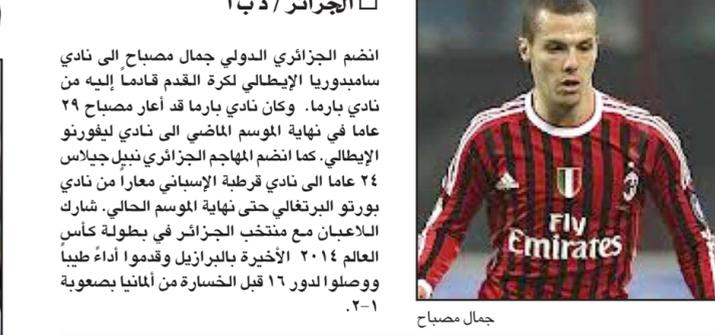 □ الجزائر / د ب أ
انضم الجزائري الدولي جمال مصباح الى نادي
سامبدوريا الإيطالي لكرة القدم قادماً إليه من
نادي بارما. وكان نادي بارما قد أعار مصباح ٢٩
عاما في نهاية الموسم الماضي الى نادي ليفورنو
الإيطالي. كما انضم المهاجم الجزائري نبيل جيلاس
٢٤ عاما الى نادي قرطبة الإسباني معاراً من نادي
بورتو البرتغالي حتى نهاية الموسم الحالي. شارك
اللاعبان مع منتخب الجزائر في بطولة كأس
العالم ٢٠١٤ الأخيرة بالبرازيل وقدموا أداءً طيباً
ووصلوا لدور ١٦ قبل الخسارة من ألمانيا بصعوبة
١-٢.
Fly
Emirates
جمال مصباح